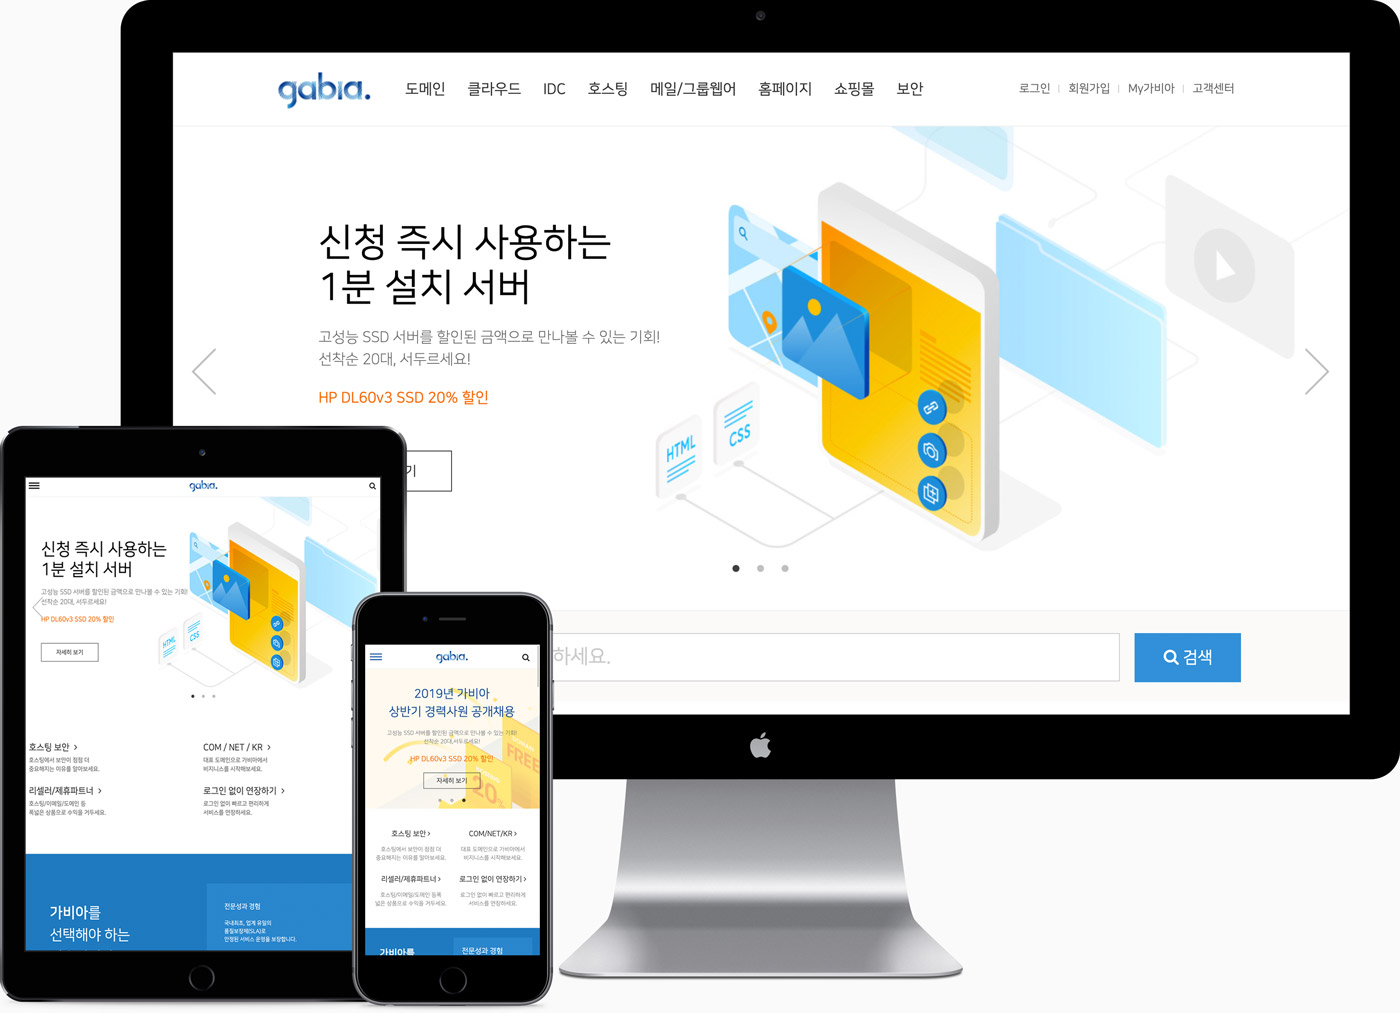 gabia.
도메인 클라우드 IDC 호스팅 메일/그룹웨어 홈페이지 쇼핑몰 보안
로그인 회원가입 My가비아 고객센터
신청 즉시 사용하는
1분 설치 서버
고성능 SSD 서버를 할인된 금액으로 만나볼 수 있는 기회!
선착순 20대, 서두르세요!
HP DL60v3 SSD 20% 할인
기
HTML
CSS
하세요.
검색
gabia.
신청 즉시 사용하는
1분 설치 서버
고성능 SSD 서버를 할인된 금액으로 만나볼 수 있는 기회!
선착순 20대, 서두르세요!
HP DL60v3 SSD 20% 할인
자세히 보기
HTML
CSS
호스팅 보안 >
호스팅에서 보안이 점점 더
중요해지는 이유를 알아보세요.
COM / NET / KR >
대표 도메인으로 가비아에서
비지니스를 시작해보세요.
리셀러/제휴파트너 >
호스팅/이메일/도메인 등
폭넓은 상품으로 수익을 거두세요.
로그인 없이 연장하기 >
로그인 없이 빠르고 편리하게
서비스를 연장하세요.
가비아를
선택해야 하는
전문성과 경험
국내최초, 업계 유일의
품질보장제(SLA)로
안정된 서비스 운영을 보장합니다.
gabia.
2019년 가비아
상반기 경력사원 공개채용
고성능 SSD 서버를 할인된 금액으로 만나볼 수 있는 기회!
선착순 20대,서두르세요!
HP DL60v3 SSD 20% 할인
자세히 보기
FREE
20%
호스팅 보안 >
호스팅에서 보안이 점점 더
중요해지는 이유를 알아보세요.
COM/NET/KR >
대표 도메인으로 가비아에서
비지니스를 시작해보세요.
리셀러/제휴파트너 >
호스팅/이메일/도메인 등폭
넓은 상품으로 수익을 거두세요.
로그인 없이 연장하기 >
로그인 없이 빠르고 편리하게
서비스를 연장하세요.
가비아를
전문성과 경험